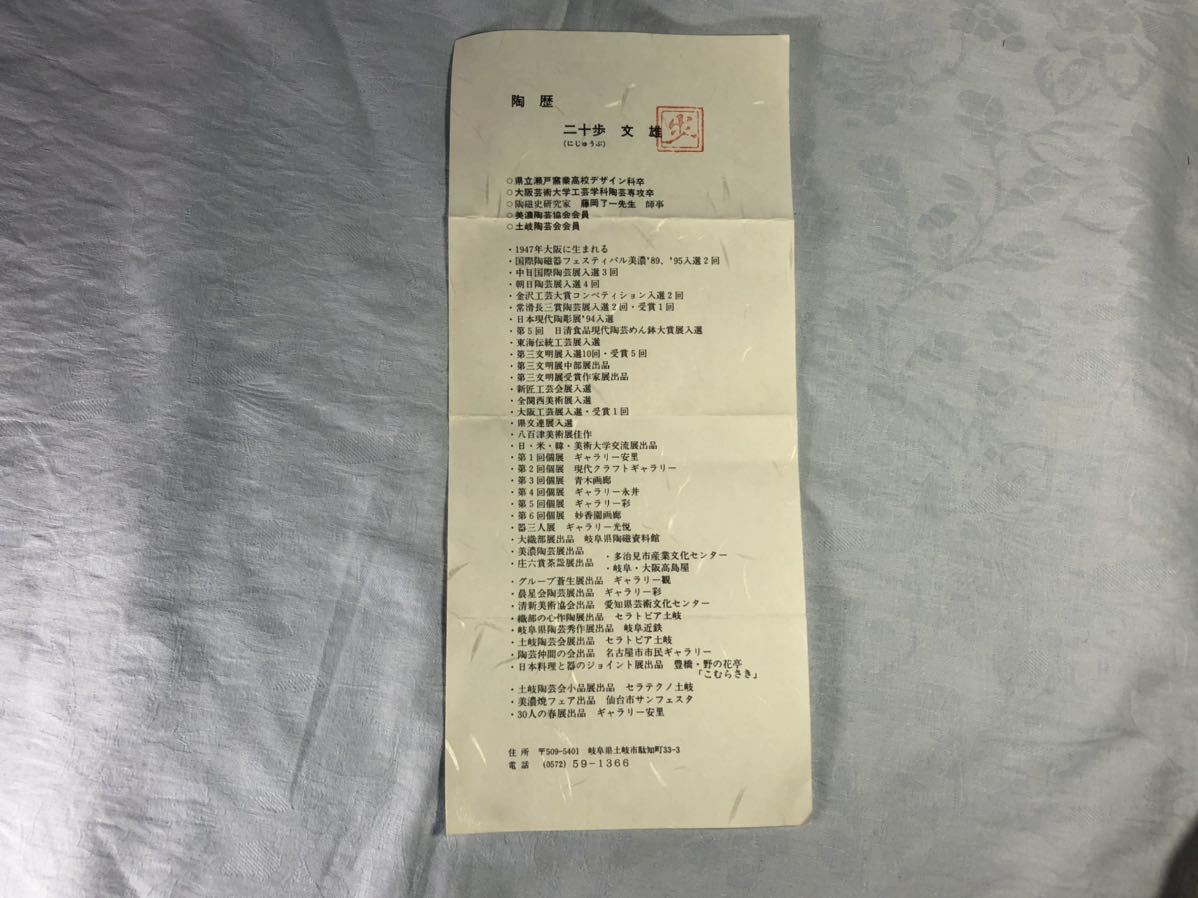 陶歴
二十歩 文雄
(にじゅうぶ)
歩
○県立瀬戸窯業高校デザイン科卒
○大阪芸術大学工芸学科陶芸専攻卒
○陶磁史研究家 藤岡了一先生 師事
○美濃陶芸協会会員
○土岐陶芸会会員
・1947年大阪に生まれる
・国際陶磁器フェスティバル美濃'89、'95入選2回
・中日国際陶芸展入選3回
・朝日陶芸展入選4回
・金沢工芸大賞コンペティション入選2回
・常滑長三賞陶芸展入選2回・受賞1回
・日本現代陶彫展'94入選
・第5回 日清食品現代陶芸めん鉢大賞展入選
・東海伝統工芸展入選
・第三文明展入選10回・受賞5回
・第三文明展中部展出品
・第三文明展受賞作家展出品
・新匠工芸会展入選
・全関西美術展入選
・大阪工芸展入選・受賞1回
・県文連展入選
・八百津美術展佳作
・日・米・韓・美術大学交流展出品
・第1回個展 ギャラリー安里
・第2回個展 現代クラフトギャラリー
・第3回個展 青木画廊
・第4回個展 ギャラリー永井
・第5回個展 ギャラリー彩
・第6回個展 妙香園画廊
・器三人展 ギャラリー光悦
・大織部展出品 岐阜県陶磁資料館
・美濃陶芸展出品
・庄六賞茶盌展出品 ・多治見市産業文化センター
・岐阜・大阪高島屋
・グループ蒼生展出品 ギャラリー観
・晨星会陶芸展出品 ギャラリー彩
・清新美術協会出品 愛知県芸術文化センター
・織部の心作陶展出品 セラトピア土岐
・岐阜県陶芸秀作展出品 岐阜近鉄
・土岐陶芸会展出品 セラトピア土岐
・陶芸仲間の会出品 名古屋市市民ギャラリー
・日本料理と器のジョイント展出品 豊橋・野の花亭
「こむらさき」
・土岐陶芸会小品展出品 セラテクノ土岐
・美濃焼フェア出品 仙台市サンフェスタ
・30人の春展出品 ギャラリー安里
住所 〒509-5401 岐阜県土岐市駄知町33-3
電話 (0572) 59-1366